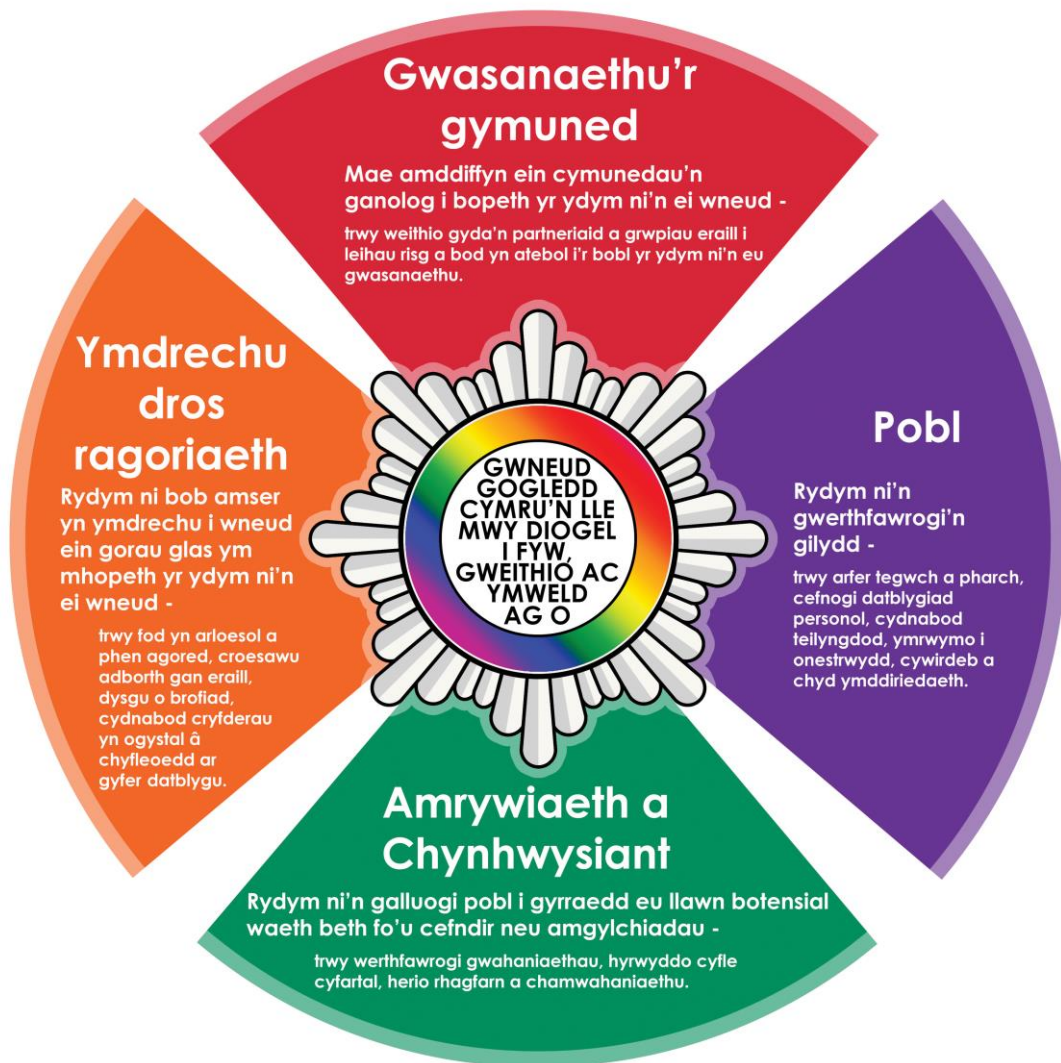 Gwasanaethu'r
gymuned
Mae amddiffyn ein cymunedau'n
ganolog i bopeth yr ydym ni'n ei wneud -
trwy weithio gyda'n partneriaid a grwpiau eraill i
leihau risg a bod yn atebol i'r bobl yr ydym ni'n eu
gwasanaethu.
Ymdrechu
dros
ragoriaeth
Rydym ni bob amser
yn ymdrechu i wneud
ein gorau glas ym
mhopeth yr ydym ni'n
ei wneud -
trwy fod yn arloesol a
phen agored, croesawu
adborth gan eraill,
dysgu o brofiad,
cydnabod cryfderau
yn ogystal â
chyfleoedd ar
gyfer datblygu.
GWNEUD
GOGLEDD
CYMRU'N LLE
MWY DIOGEL
I FYW,
GWEITHIO AC
YMWELD
AG O
Pobl
Rydym ni'n
gwerthfawrogi'n
gilydd -
trwy arfer tegwch a pharch,
cefnogi datblygiad
personol, cydnabod
teilyngdod, ymrwymo i
onestrwydd, cywirdeb a
chyd ymddiriedaeth.
Amrywiaeth a
Chynhwysiant
Rydym ni'n galluogi pobl i gyrraedd eu llawn botensial
waeth beth fo'u cefndir neu amgylchiadau -
trwy werthfawrogi gwahaniaethau, hyrwyddo cyfle
cyfartal, herio rhagfarn a chamwahaniaethu.